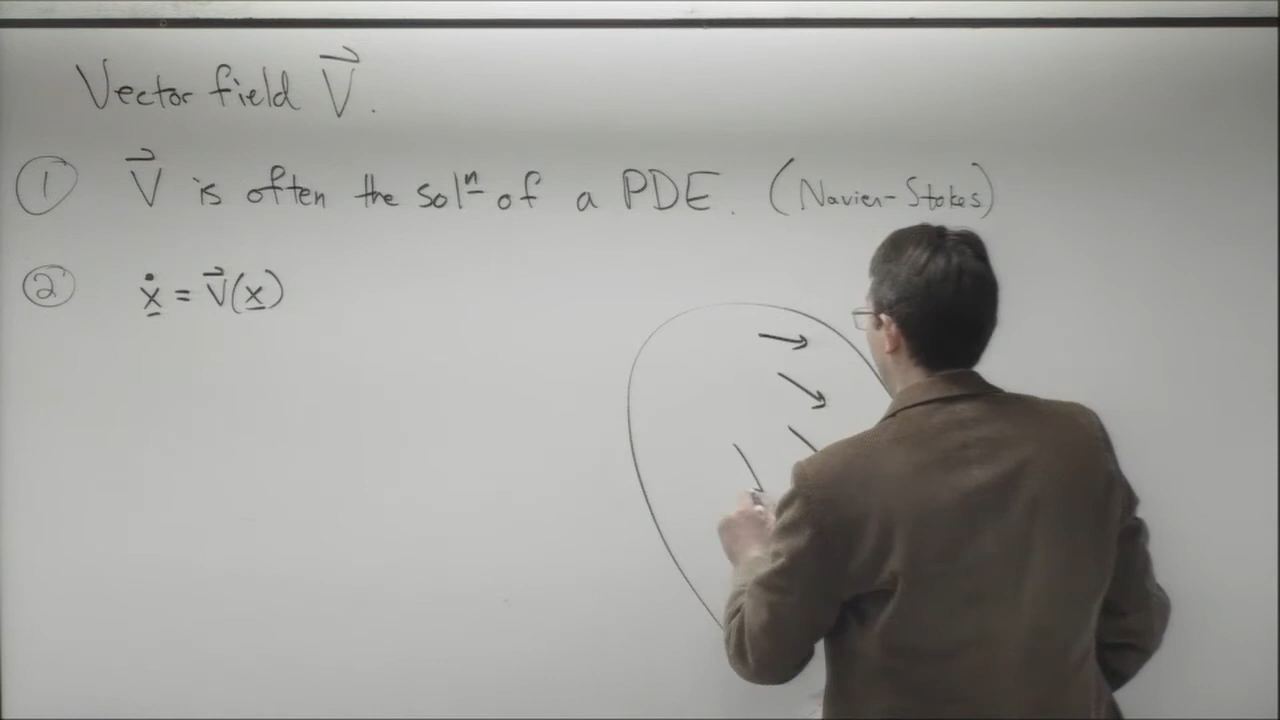 Vector field V⃗.
① V⃗ is often the solⁿ of a PDE. (Navier-Stokes)
② ẋ = V⃗(x)